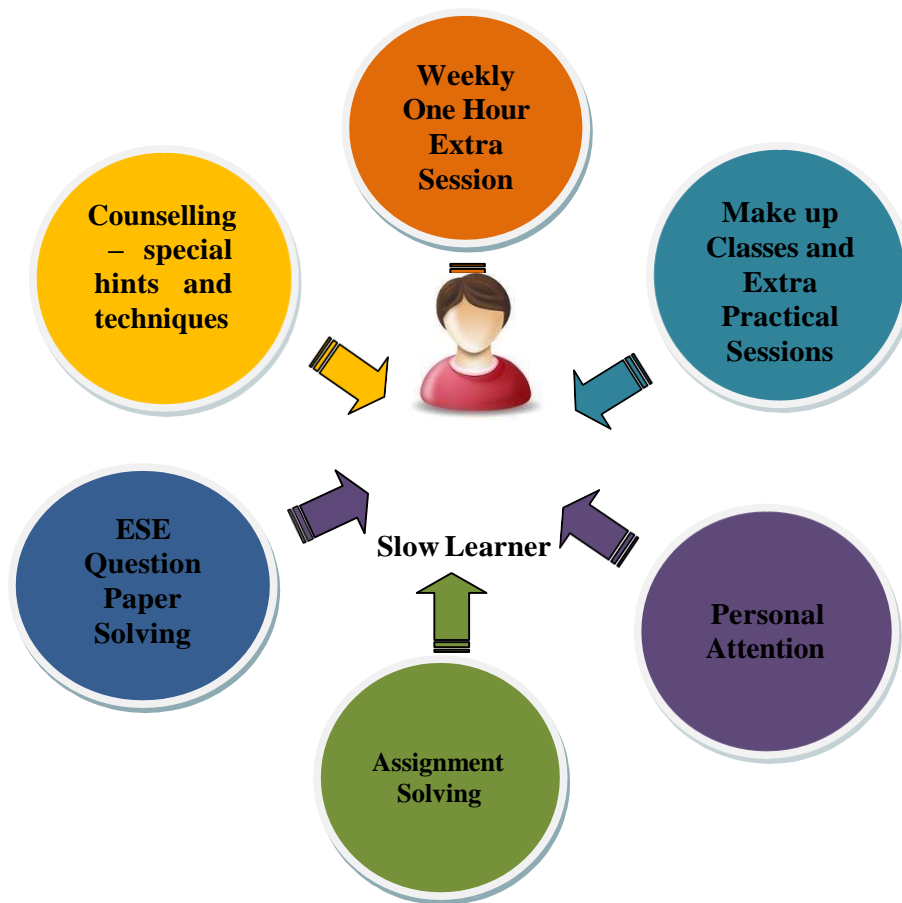 Weekly
One Hour
Extra
Session
Counselling
– special
hints and
techniques
Make up
Classes and
Extra
Practical
Sessions
ESE
Question
Paper
Solving
Slow Learner
Personal
Attention
Assignment
Solving